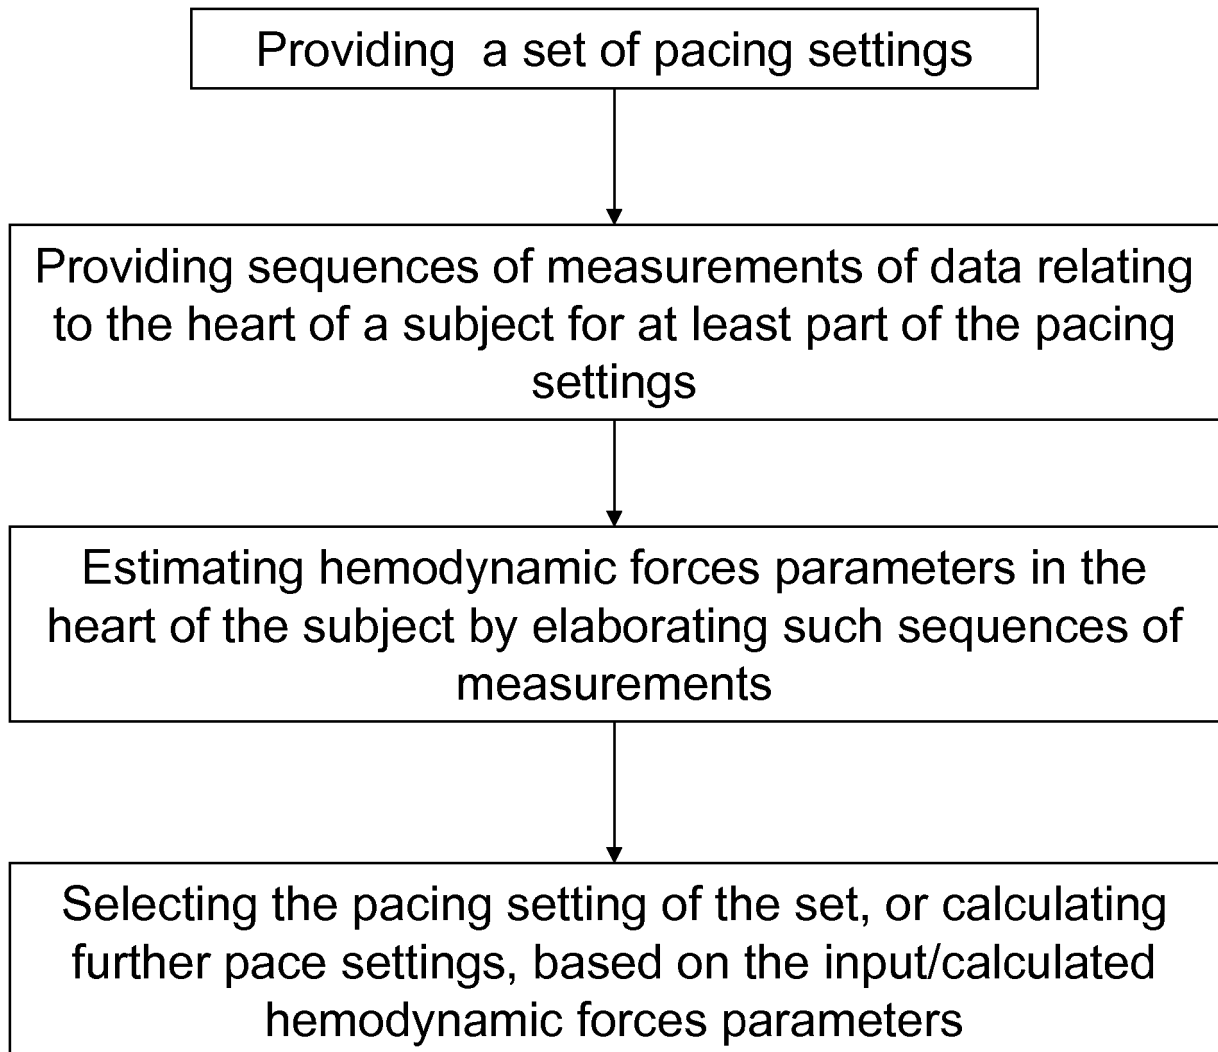 Providing a set of pacing settings
Providing sequences of measurements of data relating
to the heart of a subject for at least part of the pacing
settings
Estimating hemodynamic forces parameters in the
heart of the subject by elaborating such sequences of
measurements
Selecting the pacing setting of the set, or calculating
further pace settings, based on the input/calculated
hemodynamic forces parameters